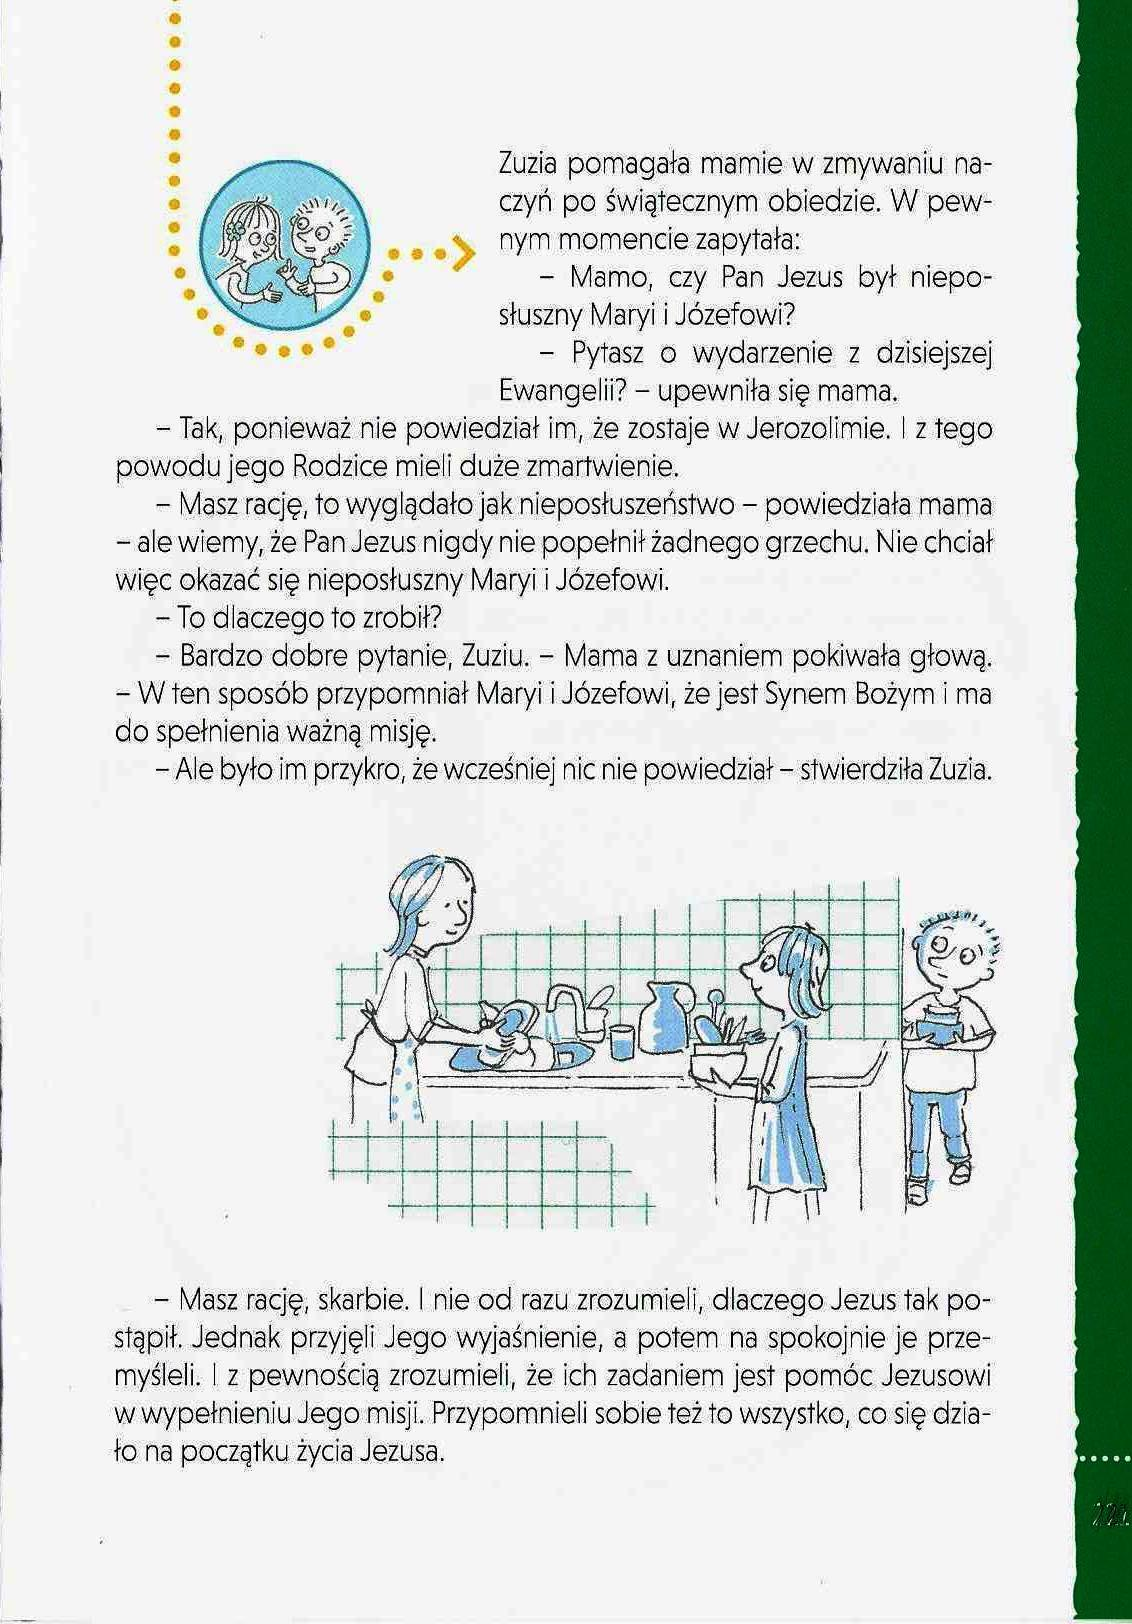 Zuzia pomagała mamie w zmywaniu na-
czyń po świątecznym obiedzie. W pew-
nym momencie zapytała:
– Mamo, czy Pan Jezus był niepo-
słuszny Maryi i Józefowi?
– Pytasz o wydarzenie z dzisiejszej
Ewangelii? – upewniła się mama.
– Tak, ponieważ nie powiedział im, że zostaje w Jerozolimie. I z tego
powodu jego Rodzice mieli duże zmartwienie.
– Masz rację, to wyglądało jak nieposłuszeństwo – powiedziała mama
– ale wiemy, że Pan Jezus nigdy nie popełnił żadnego grzechu. Nie chciał
więc okazać się nieposłuszny Maryi i Józefowi.
– To dlaczego to zrobił?
– Bardzo dobre pytanie, Zuziu. – Mama z uznaniem pokiwała głową.
– W ten sposób przypomniał Maryi i Józefowi, że jest Synem Bożym i ma
do spełnienia ważną misję.
– Ale było im przykro, że wcześniej nic nie powiedział – stwierdziła Zuzia.
– Masz rację, skarbie. I nie od razu zrozumieli, dlaczego Jezus tak po-
stąpił. Jednak przyjęli Jego wyjaśnienie, a potem na spokojnie je prze-
myśleli. I z pewnością zrozumieli, że ich zadaniem jest pomóc Jezusowi
w wypełnieniu Jego misji. Przypomnieli sobie też to wszystko, co się dzia-
ło na początku życia Jezusa.